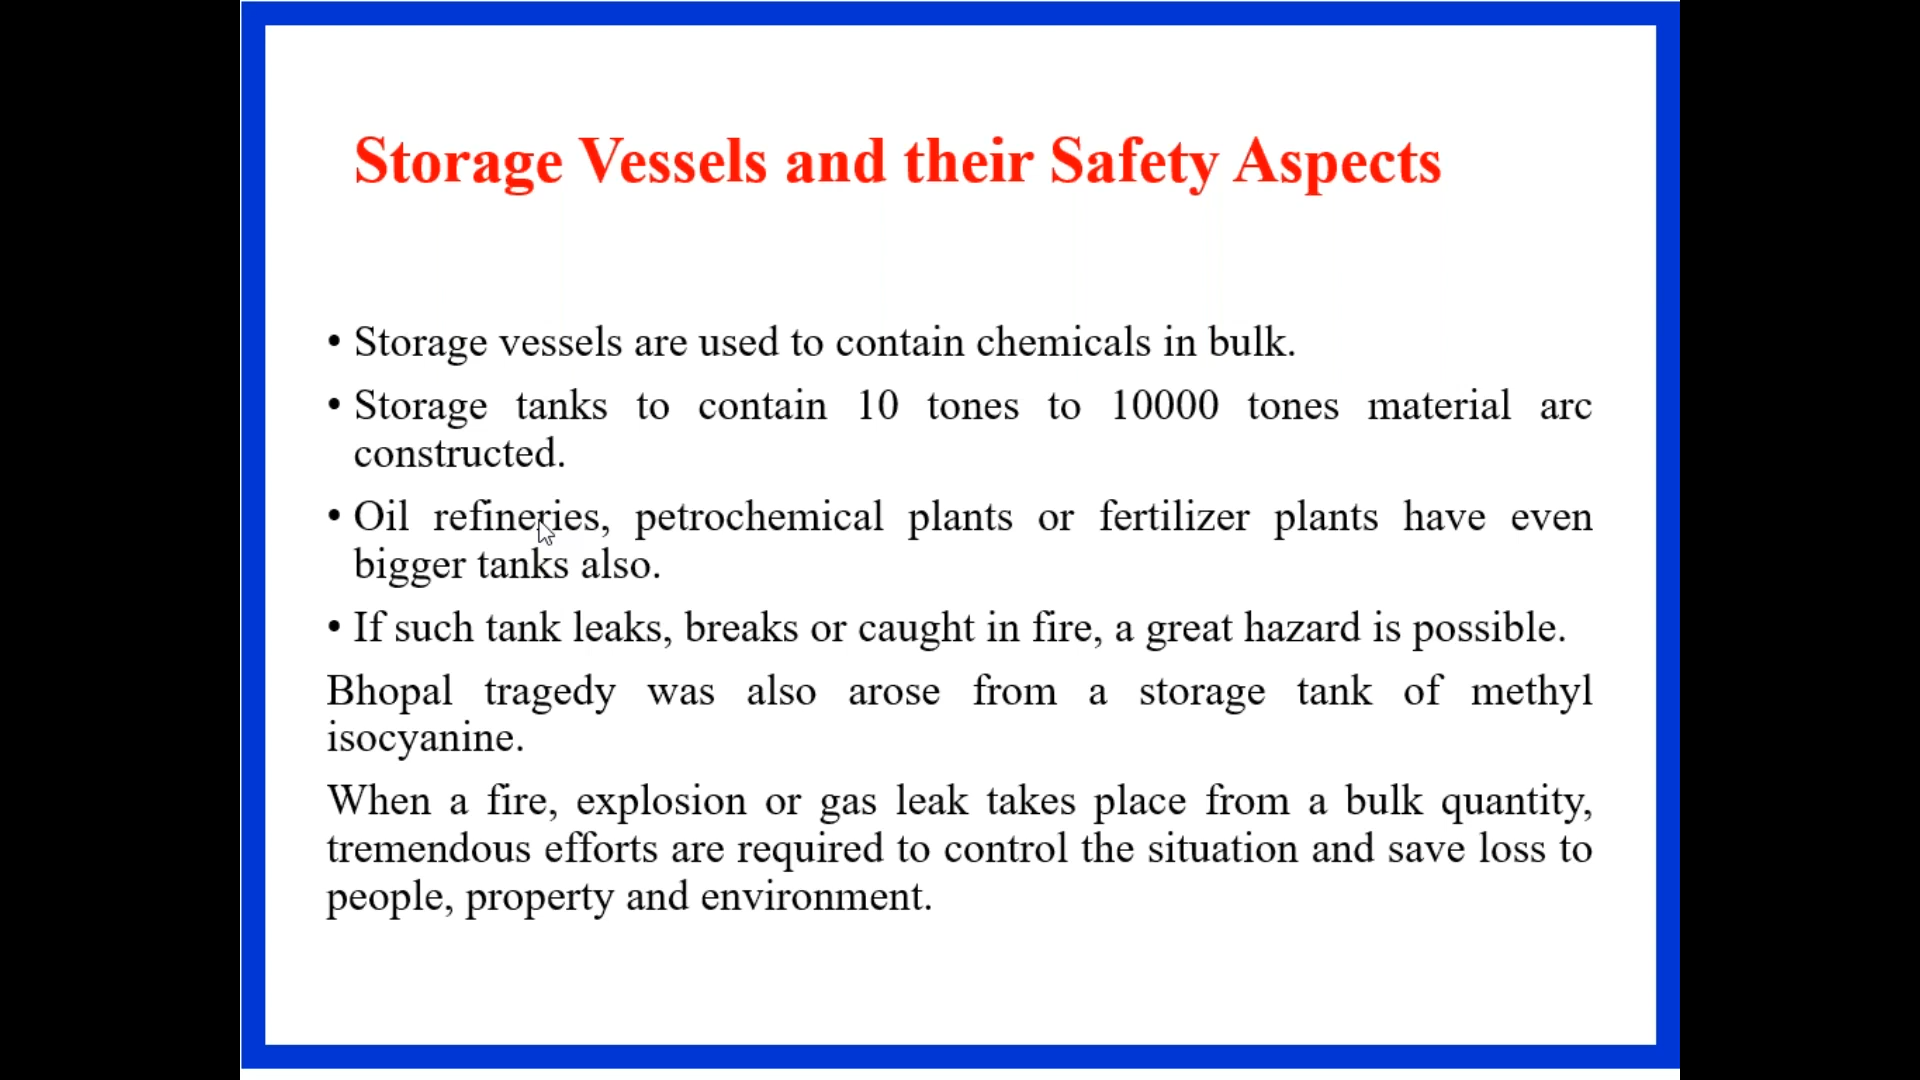 Storage Vessels and their Safety Aspects
• Storage vessels are used to contain chemicals in bulk.
• Storage tanks to contain 10 tones to 10000 tones material arc
constructed.
• Oil refineries, petrochemical plants or fertilizer plants have even
bigger tanks also.
• If such tank leaks, breaks or caught in fire, a great hazard is possible.
Bhopal tragedy was also arose from a storage tank of methyl
isocyanine.
When a fire, explosion or gas leak takes place from a bulk quantity,
tremendous efforts are required to control the situation and save loss to
people, property and environment.